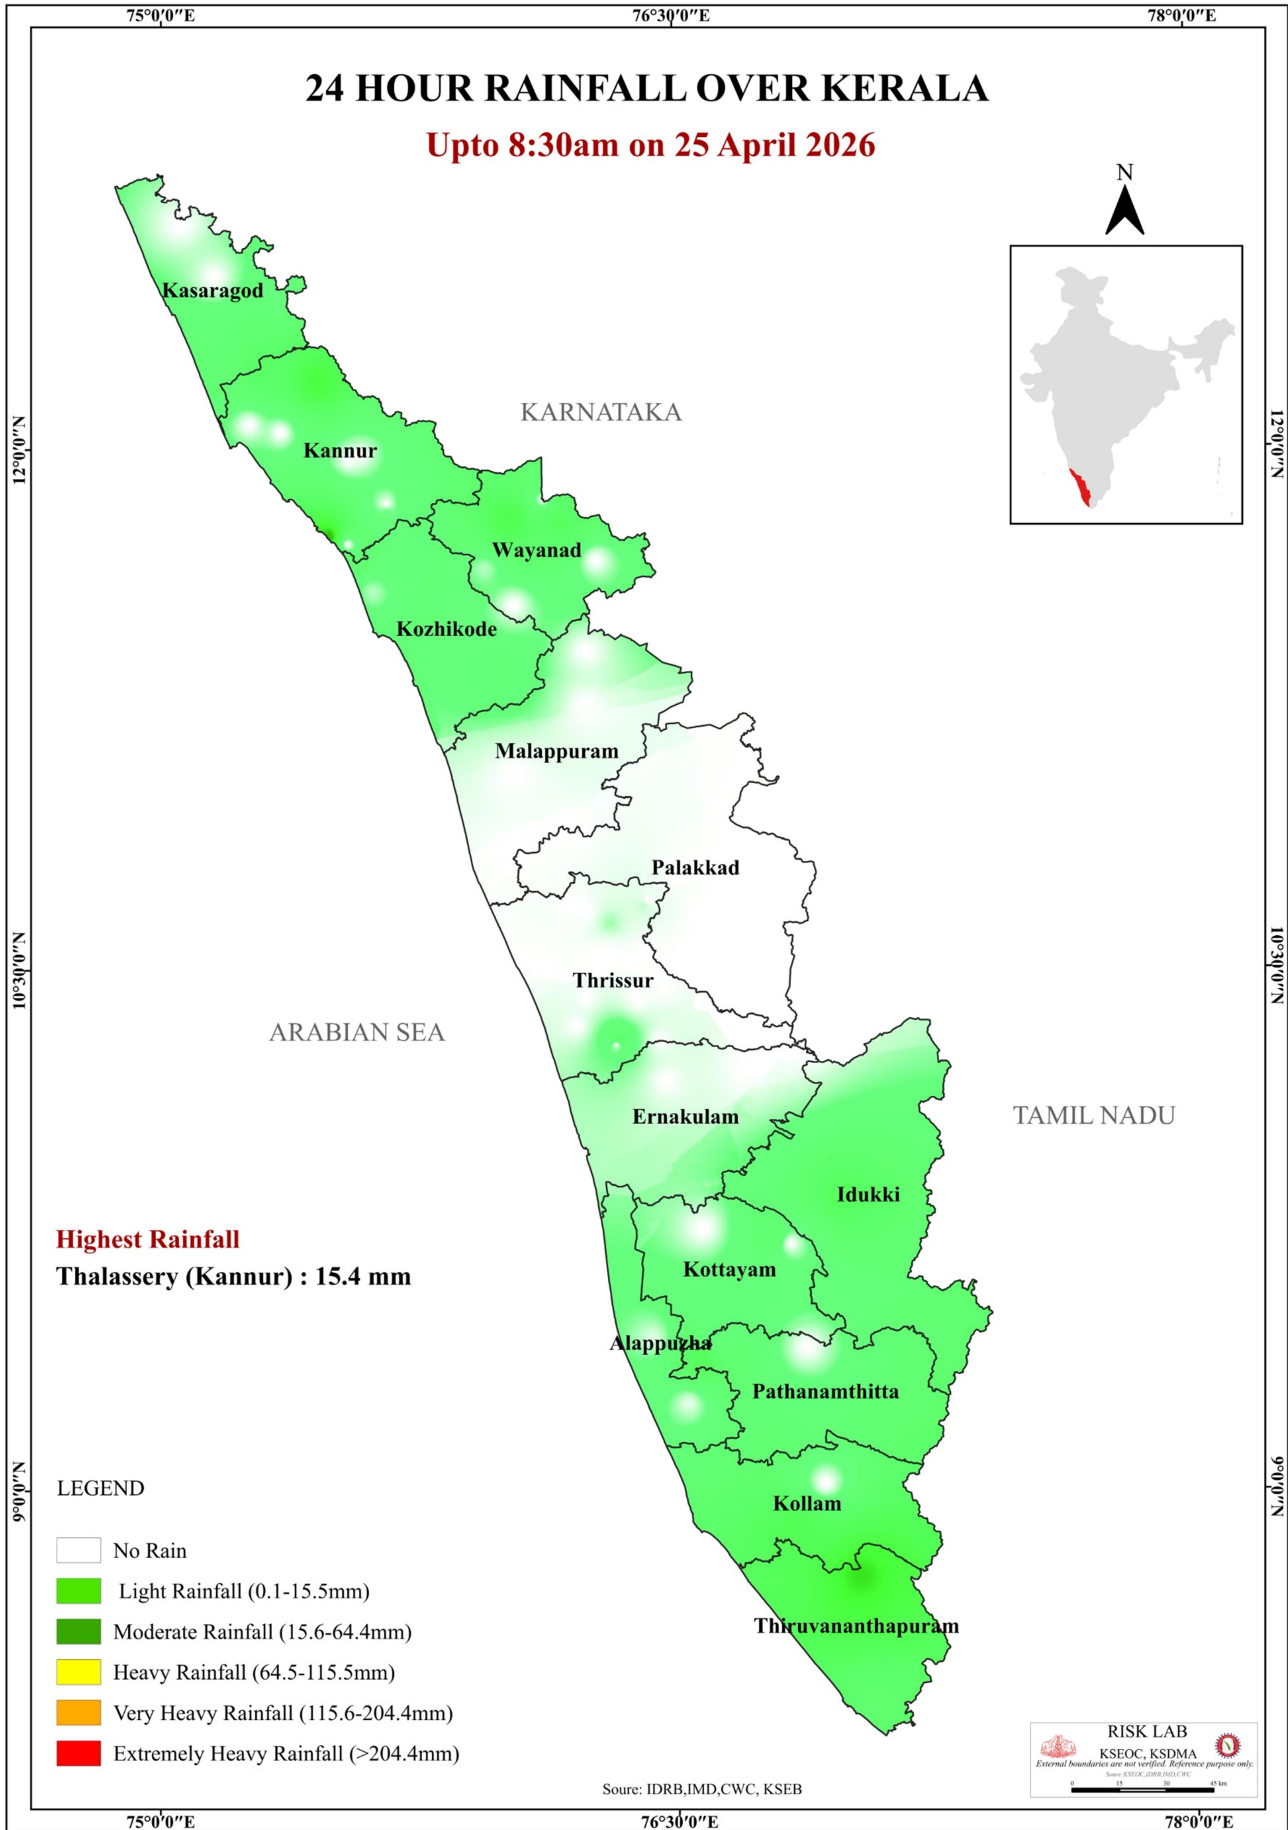 75°0'0"E 76°30'0"E 78°0'0"E
24 HOUR RAINFALL OVER KERALA
Upto 8:30am on 25 April 2026
N
Kasaragod
KARNATAKA
12°0'0"N 12°0'0"N
Kannur
Wayanad
Kozhikode
Malappuram
Palakkad
10°30'0"N 10°30'0"N
Thrissur
ARABIAN SEA
Ernakulam
TAMIL NADU
Idukki
Highest Rainfall
Thalassery (Kannur) : 15.4 mm
Kottayam
Alappuzha
Pathanamthitta
9°0'0"N 9°0'0"N
Kollam
Thiruvananthapuram
LEGEND
No Rain
Light Rainfall (0.1-15.5mm)
Moderate Rainfall (15.6-64.4mm)
Heavy Rainfall (64.5-115.5mm)
Very Heavy Rainfall (115.6-204.4mm)
Extremely Heavy Rainfall (>204.4mm)
Soure: IDRB,IMD,CWC, KSEB
RISK LAB
KSEOC, KSDMA
External boundaries are not verified. Reference purpose only.
Soure:KSEOC,IDRB,IMD,CWC
0 15 30 45 km
75°0'0"E 76°30'0"E 78°0'0"E